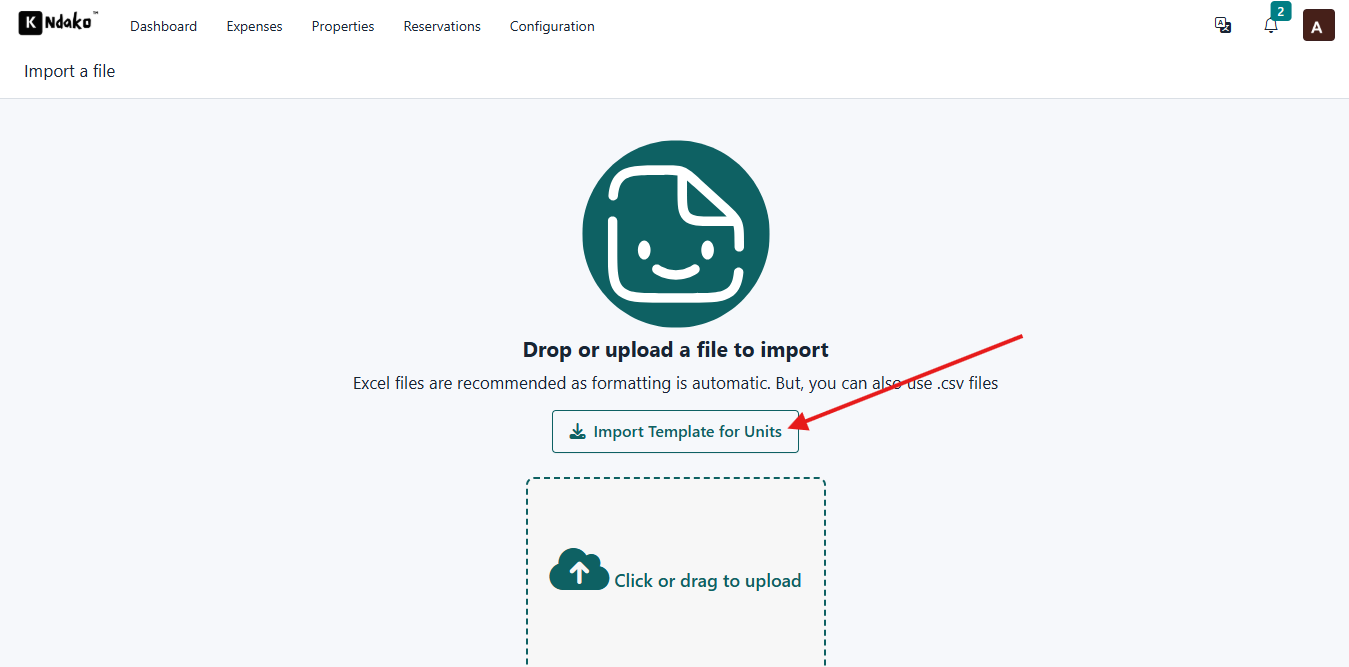 K Ndako™ Dashboard Expenses Properties Reservations Configuration A 2 A
Import a file
Drop or upload a file to import
Excel files are recommended as formatting is automatic. But, you can also use .csv files
Import Template for Units
Click or drag to upload